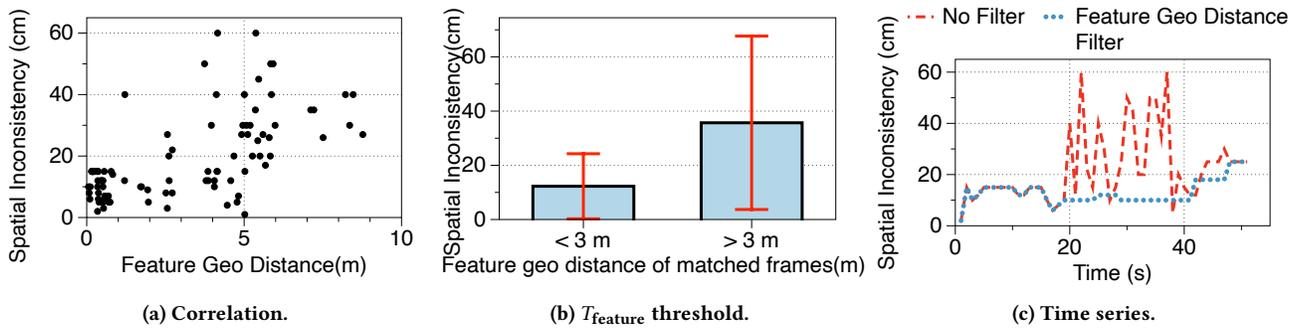 Spatial Inconsistency (cm)
60
40
20
0
0
5
10
Feature Geo Distance(m)
(a) Correlation.
Spatial Inconsistency(cm)
60
40
20
0
< 3 m
> 3 m
Feature geo distance of matched frames(m)
(b) Tfeature threshold.
No Filter
Feature Geo Distance
Filter
Spatial Inconsistency (cm)
60
40
20
0
0
20
40
Time (s)
(c) Time series.